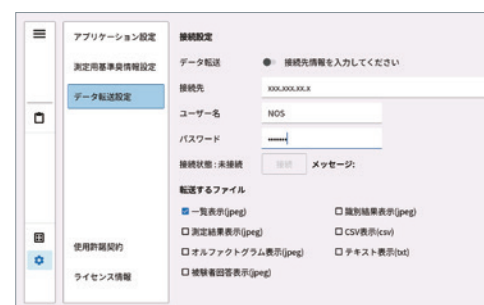 アプリケーション設定
測定用基準臭情報設定
データ転送設定
使用許諾契約
ライセンス情報
接続設定
データ転送 接続先情報を入力してください
接続先 xxx.xxx.xx.x
ユーザー名 NOS
パスワード ••••••••
接続状態 : 未接続 接続 メッセージ:
転送するファイル
一覧表示(jpeg) 識別結果表示(jpeg)
測定結果表示(jpeg) CSV表示(csv)
オルファクトグラム表示(jpeg) テキスト表示(txt)
被験者回答表示(jpeg)